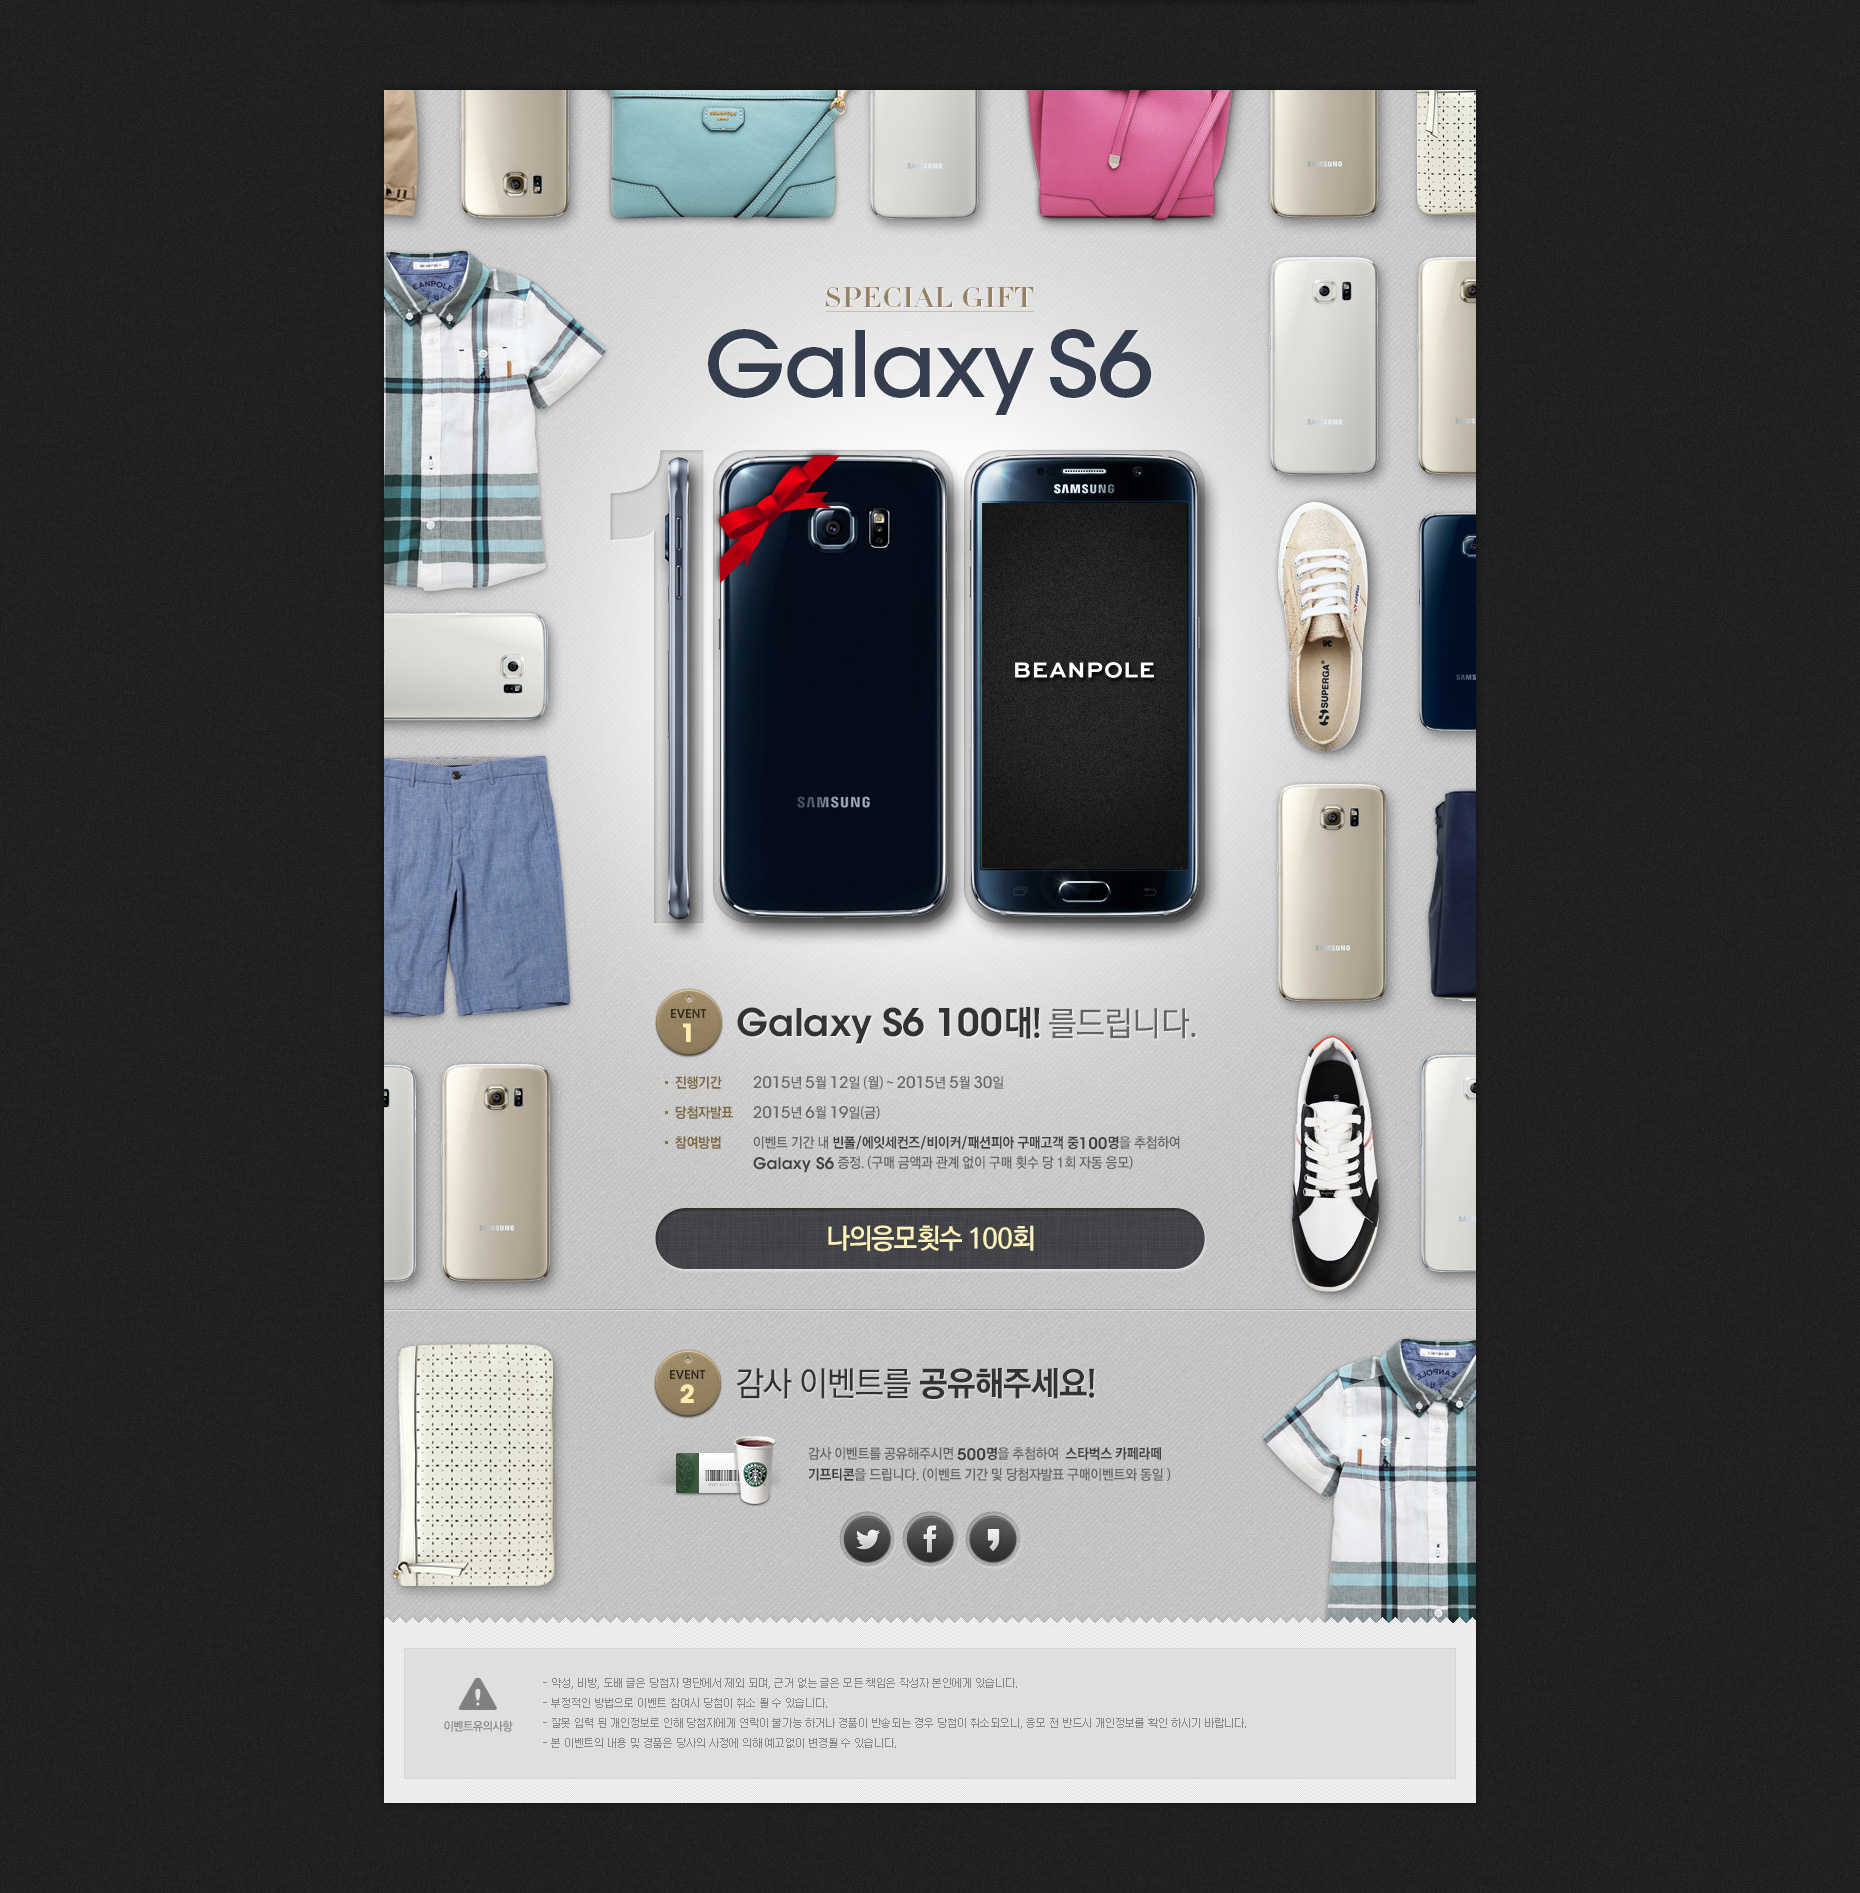 BEANPOLE
SAMSUNG
SAMSUNG
BEANPOLE
SPECIAL GIFT
Galaxy S6
SAMSUNG
SAMSUNG
SAMSUNG
BEANPOLE
SUPERGA
SAMSUNG
SAMSUNG
EVENT
1
Galaxy S6 100대! 를드립니다.
· 진행기간 2015년 5월 12일 (월) ~ 2015년 5월 30일
· 당첨자발표 2015년 6월 19일(금)
· 참여방법 이벤트 기간 내 빈폴/에잇세컨즈/비이커/패션피아 구매고객 중100명을 추첨하여
Galaxy S6 증정. (구매 금액과 관계 없이 구매 횟수 당 1회 자동 응모)
SAMSUNG
나의응모횟수 100회
EVENT
2
감사 이벤트를 공유해주세요!
감사 이벤트를 공유해주시면 500명을 추첨하여 스타벅스 카페라떼
기프티콘을 드립니다. (이벤트 기간 및 당첨자발표 구매이벤트와 동일 )
이벤트유의사항
- 악성, 비방, 도배 글은 당첨자 명단에서 제외 되며, 근거 없는 글은 모든 책임은 작성자 본인에게 있습니다.
- 부정적인 방법으로 이벤트 참여시 당첨이 취소 될 수 있습니다.
- 잘못 입력 된 개인정보로 인해 당첨자에게 연락이 불가능 하거나 경품이 반송되는 경우 당첨이 취소되오니, 응모 전 반드시 개인정보를 확인 하시기 바랍니다.
- 본 이벤트의 내용 및 경품은 당사의 사정에 의해예고없이 변경될 수 있습니다.